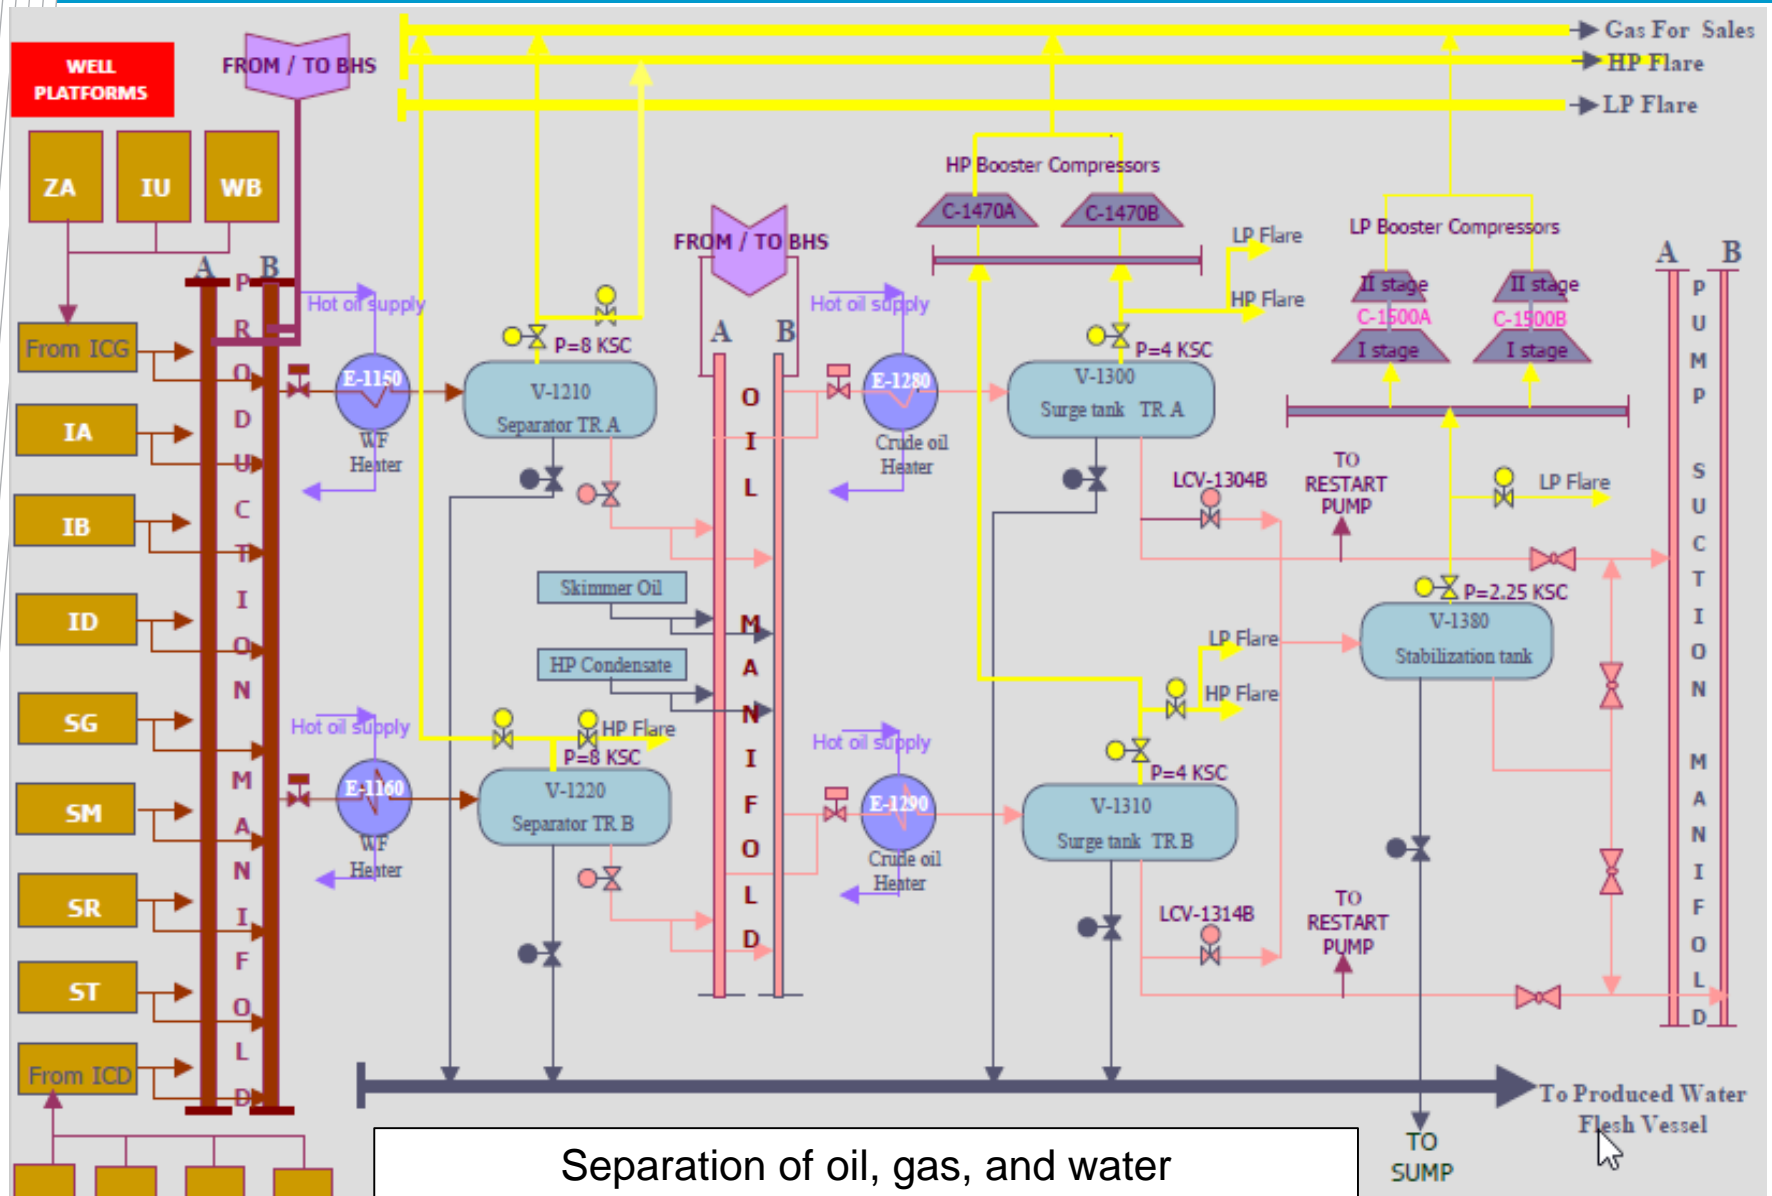 Gas For Sales
HP Flare
LP Flare
WELL
PLATFORMS
FROM / TO BHS
ZA
IU
WB
A
B
PRODUCTION MANIFOLD
From ICG
IA
IB
ID
SG
SM
SR
ST
From ICD
Hot oil supply
E-1150
WF
Heater
Hot oil supply
E-1160
WF
Heater
P=8 KSC
V-1210
Separator TR A
HP Flare
P=8 KSC
V-1220
Separator TR B
Skimmer Oil
HP Condensate
FROM / TO BHS
A
B
OIL MANIFOLD
Hot oil supply
E-1280
Crude oil
Heater
Hot oil supply
E-1290
Crude oil
Heater
HP Booster Compressors
C-1470A
C-1470B
LP Flare
HP Flare
P=4 KSC
V-1300
Surge tank TR A
LP Flare
HP Flare
P=4 KSC
V-1310
Surge tank TR B
LCV-1304B
LCV-1314B
TO
RESTART
PUMP
TO
RESTART
PUMP
LP Booster Compressors
II stage
II stage
C-1500A
C-1500B
I stage
I stage
LP Flare
P=2.25 KSC
V-1380
Stabilization tank
A
B
PUMP SUCTION MANIFOLD
To Produced Water
Flesh Vessel
TO
SUMP
Separation of oil, gas, and water